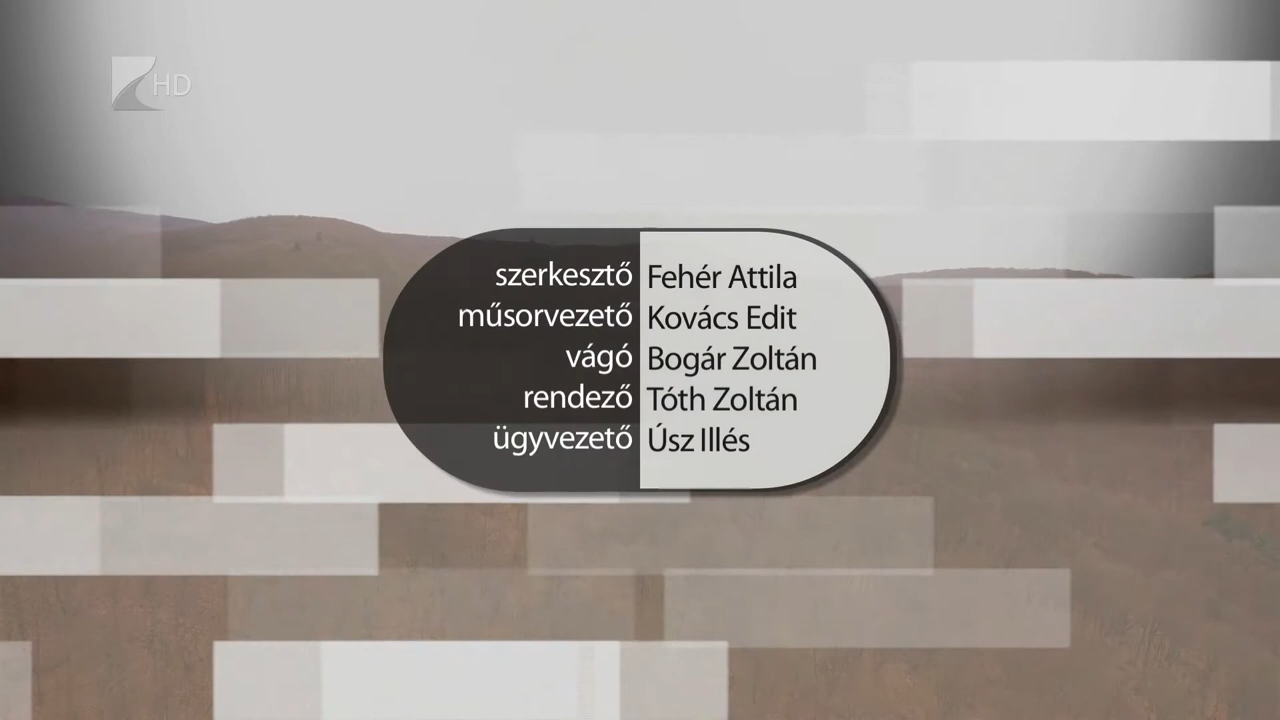 HD
szerkesztő Fehér Attila
műsorvezető Kovács Edit
vágó Bogár Zoltán
rendező Tóth Zoltán
ügyvezető Úsz Illés